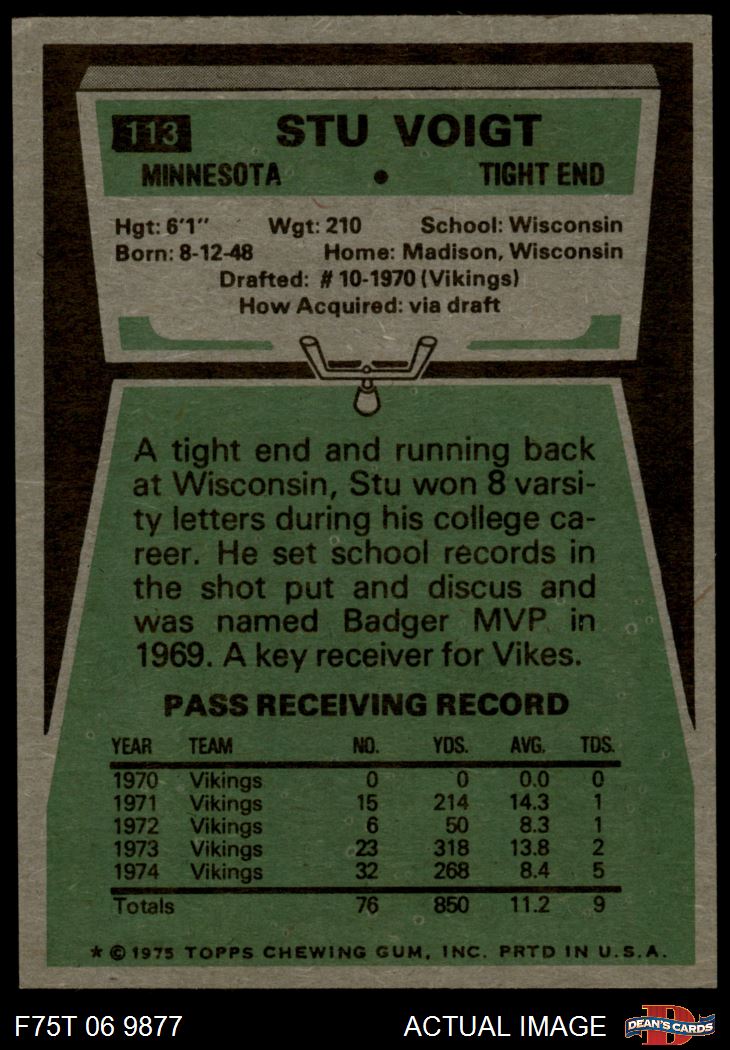 113 STU VOIGT
MINNESOTA • TIGHT END
Hgt: 6'1" Wgt: 210 School: Wisconsin
Born: 8-12-48 Home: Madison, Wisconsin
Drafted: # 10-1970 (Vikings)
How Acquired: via draft
A tight end and running back
at Wisconsin, Stu won 8 varsi-
ty letters during his college ca-
reer. He set school records in
the shot put and discus and
was named Badger MVP in
1969. A key receiver for Vikes.
PASS RECEIVING RECORD
YEAR TEAM NO. YDS. AVG. TDS.
1970 Vikings 0 0 0.0 0
1971 Vikings 15 214 14.3 1
1972 Vikings 6 50 8.3 1
1973 Vikings 23 318 13.8 2
1974 Vikings 32 268 8.4 5
Totals 76 850 11.2 9
* © 1975 TOPPS CHEWING GUM, INC. PRTD IN U.S.A.
F75T 06 9877 ACTUAL IMAGE D DEAN'S CARDS